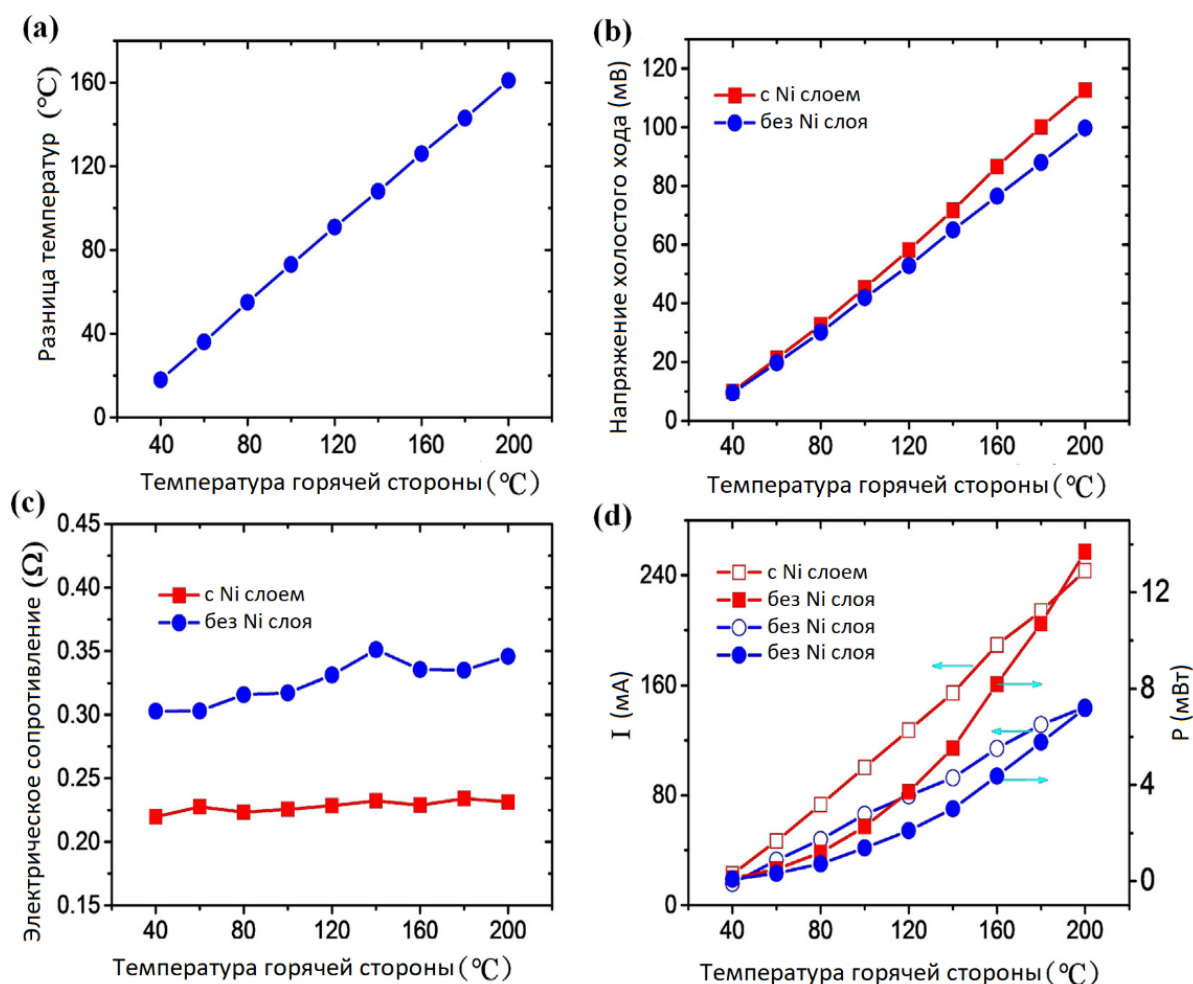 (a)
Разница температур (℃)
160
120
80
40
0
40 80 120 160 200
Температура горячей стороны (℃)
(b)
Напряжение холостого хода (мВ)
120
100
80
60
40
20
0
с Ni слоем
без Ni слоя
40 80 120 160 200
Температура горячей стороны (℃)
(c)
Электрическое сопротивление (Ω)
0.45
0.40
0.35
0.30
0.25
0.20
0.15
с Ni слоем
без Ni слоя
40 80 120 160 200
Температура горячей стороны (℃)
(d)
I (мА)
240
160
80
0
с Ni слоем
без Ni слоя
без Ni слоя
без Ni слоя
12
8
4
0
P (мВт)
40 80 120 160 200
Температура горячей стороны (℃)